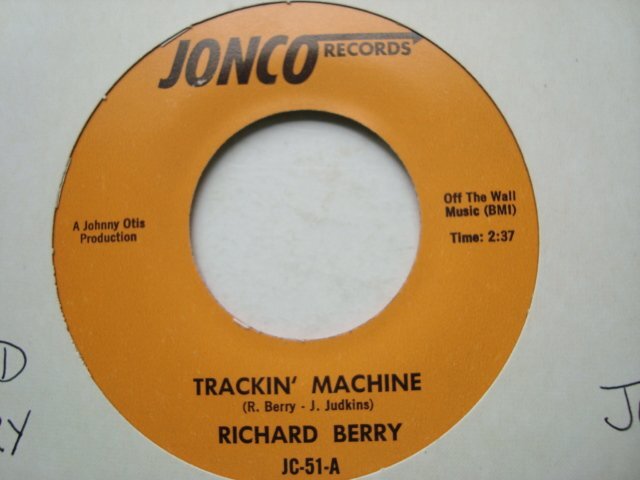 JONCO RECORDS
A Johnny Otis
Production
Off The Wall
Music (BMI)
Time: 2:37
TRACKIN' MACHINE
(R. Berry - J. Judkins)
RICHARD BERRY
JC-51-A